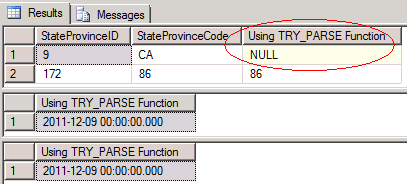 Results Messages
StateProvinceID StateProvinceCode Using TRY_PARSE Function
1 9 CA NULL
2 172 86 86
Using TRY_PARSE Function
1 2011-12-09 00:00:00.000
Using TRY_PARSE Function
1 2011-12-09 00:00:00.000